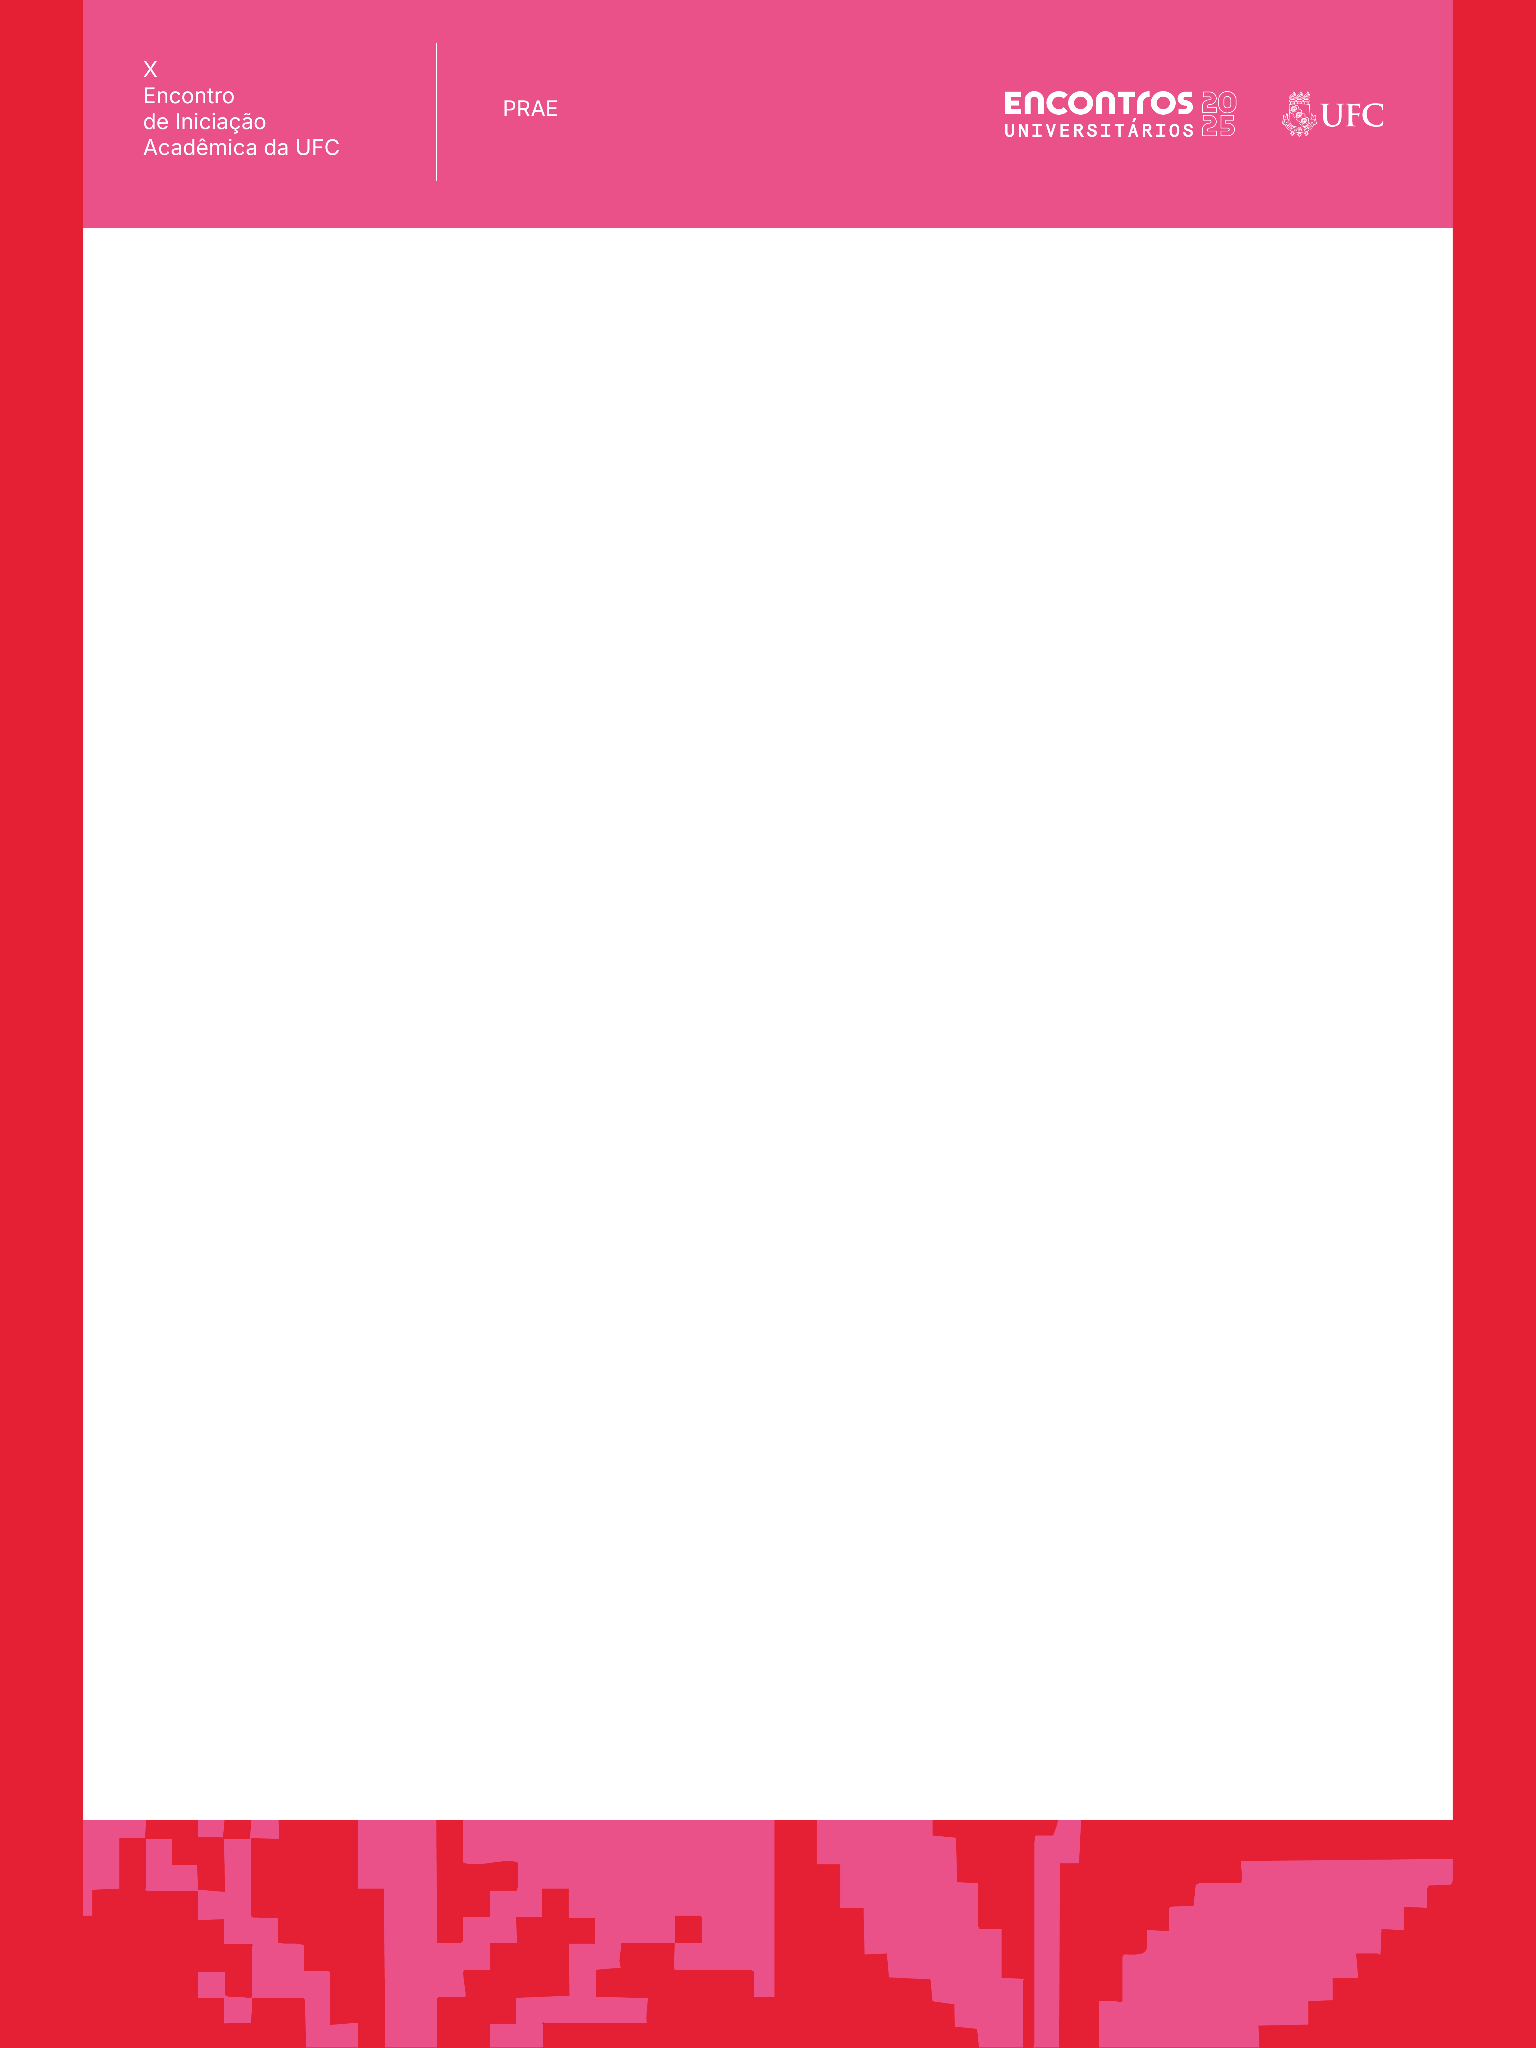 X
Encontro
de Iniciação
Acadêmica da UFC
PRAE
ENCONTROS
UNIVERSITÁRIOS
20
25
UFC